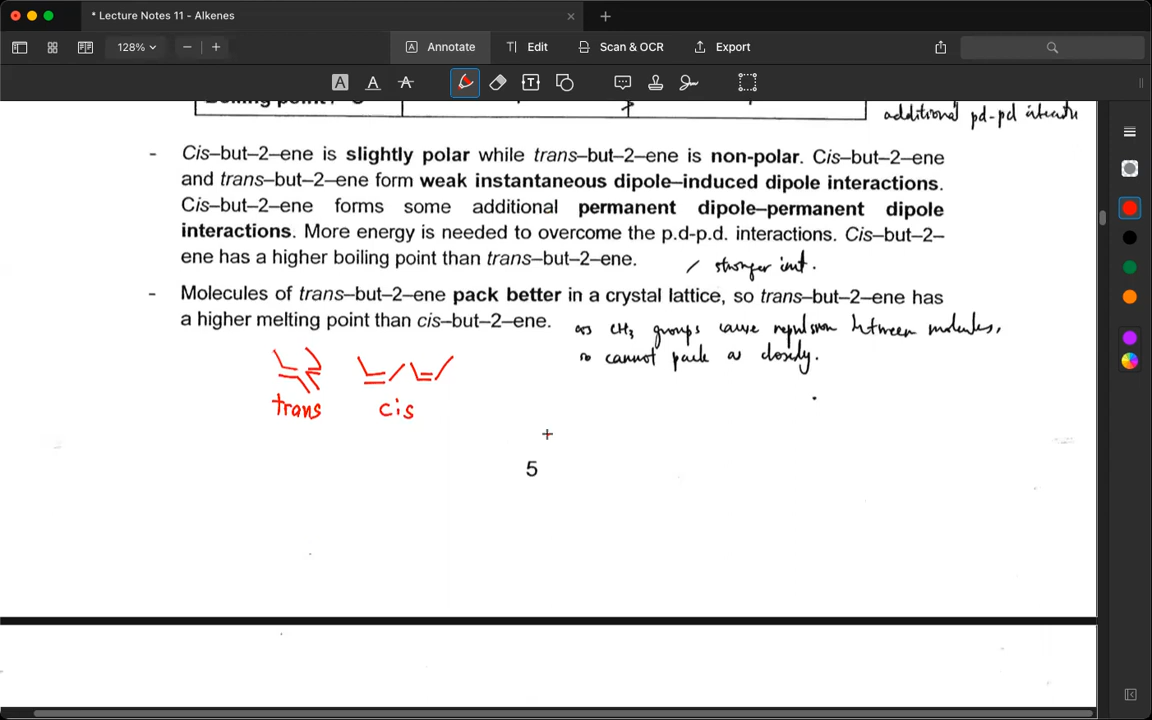 * Lecture Notes 11 - Alkenes
128%
Annotate
Edit
Scan & OCR
Export
additional pd-pd
- Cis–but–2–ene is slightly polar while trans–but–2–ene is non-polar. Cis–but–2–ene
and trans–but–2–ene form weak instantaneous dipole–induced dipole interactions.
Cis–but–2–ene forms some additional permanent dipole–permanent dipole
interactions. More energy is needed to overcome the p.d-p.d. interactions. Cis–but–2–
ene has a higher boiling point than trans–but–2–ene.
/ stronger int.
- Molecules of trans–but–2–ene pack better in a crystal lattice, so trans–but–2–ene has
a higher melting point than cis–but–2–ene.
as CH₃ groups cause repulsion between molecules,
so cannot pack as closely.
trans
cis
5